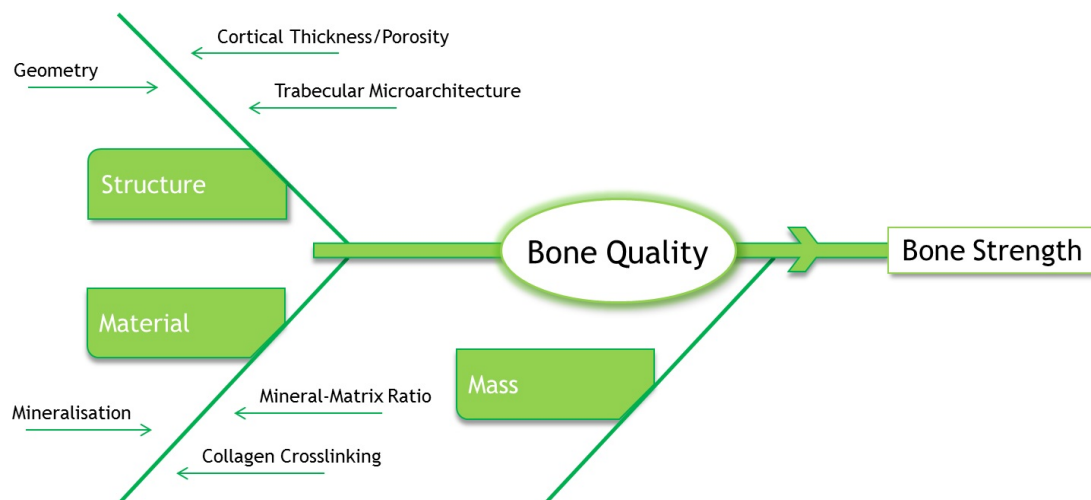 Cortical Thickness/Porosity
Geometry
Trabecular Microarchitecture
Structure
Bone Quality
Bone Strength
Material
Mass
Mineral-Matrix Ratio
Mineralisation
Collagen Crosslinking